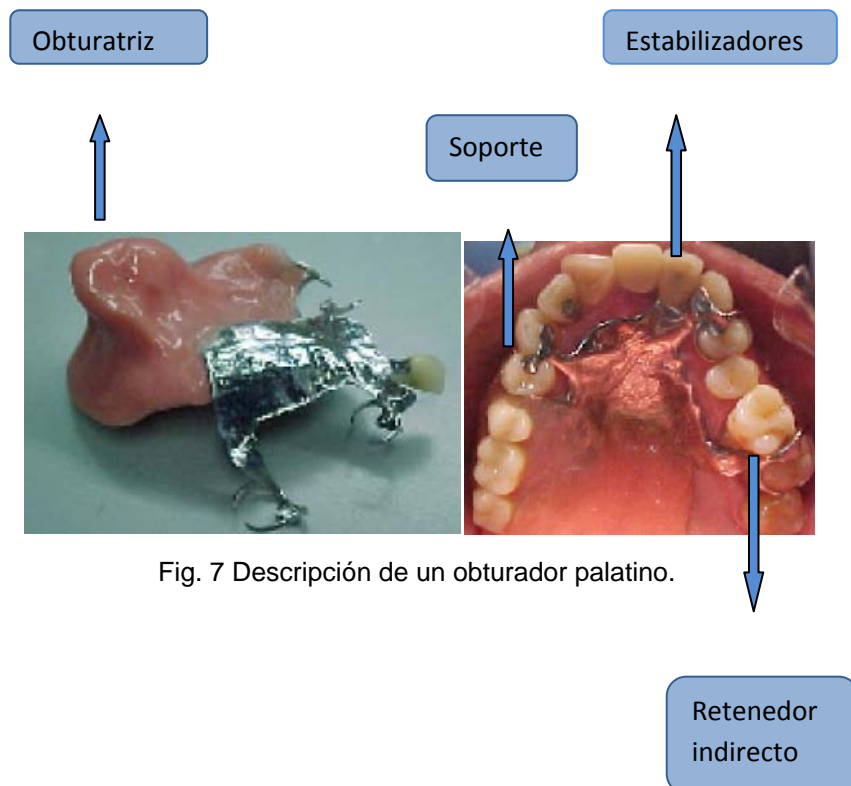 Obturatriz
Estabilizadores
Soporte
Fig. 7 Descripción de un obturador palatino.
Retenedor
indirecto